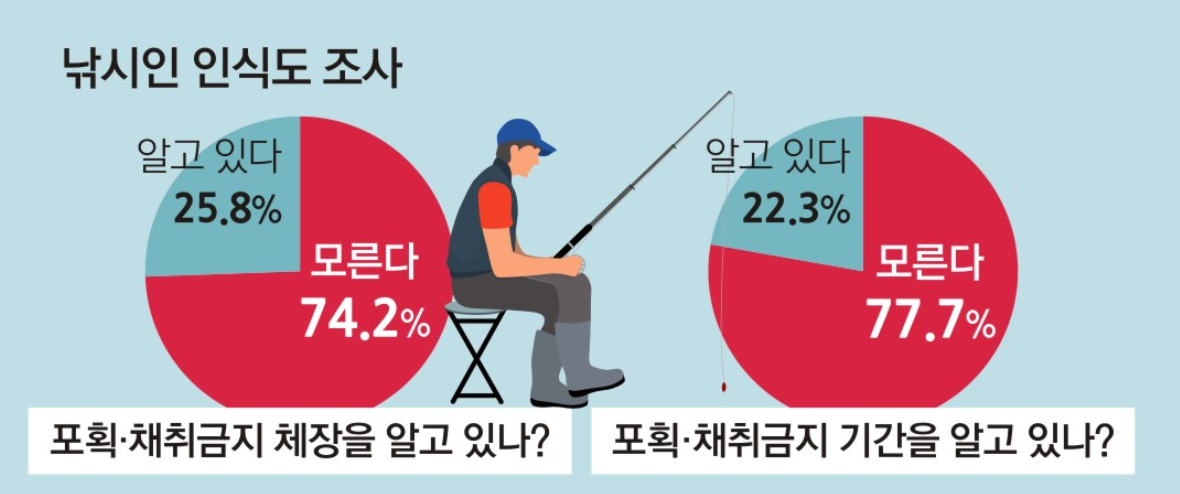 낚시인 인식도 조사
알고 있다
25.8%
모른다
74.2%
포획·채취금지 체장을 알고 있나?
알고 있다
22.3%
모른다
77.7%
포획·채취금지 기간을 알고 있나?